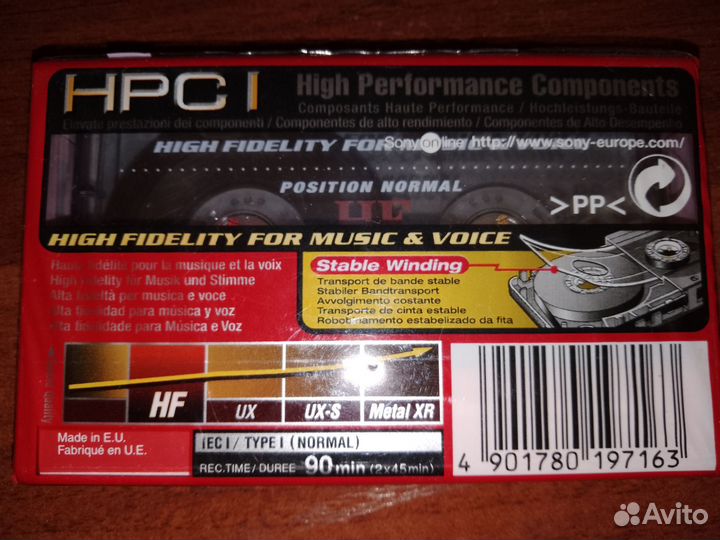 HPC I
High Performance Components
Composants Haute Performance / Hochleistungs-Bauteile
Elevate prestazioni dei componenti / Componentes de alto rendimiento / Componentes de Alto Desempenho
Sony online http://www.sony-europe.com/
HIGH FIDELITY FOR
POSITION NORMAL
HF
>PP<
HIGH FIDELITY FOR MUSIC & VOICE
Haute fidélité pour la musique et la voix
High Fidelity für Musik und Stimme
Alta fedeltà per musica e voce
Alta fidelidad para música y voz
Alta fidelidade para Música e Voz
Stable Winding
Transport de bande stable
Stabiler Bandtransport
Avvolgimento costante
Transporte de cinta estable
Robobinamento estabelizado da fita
HF
UX
UX-S
Metal XR
Made in E.U.
Fabriqué en U.E.
IEC I / TYPE I (NORMAL)
REC.TIME/DUREE 90min (2x45min)
4 901780 197163
Avito